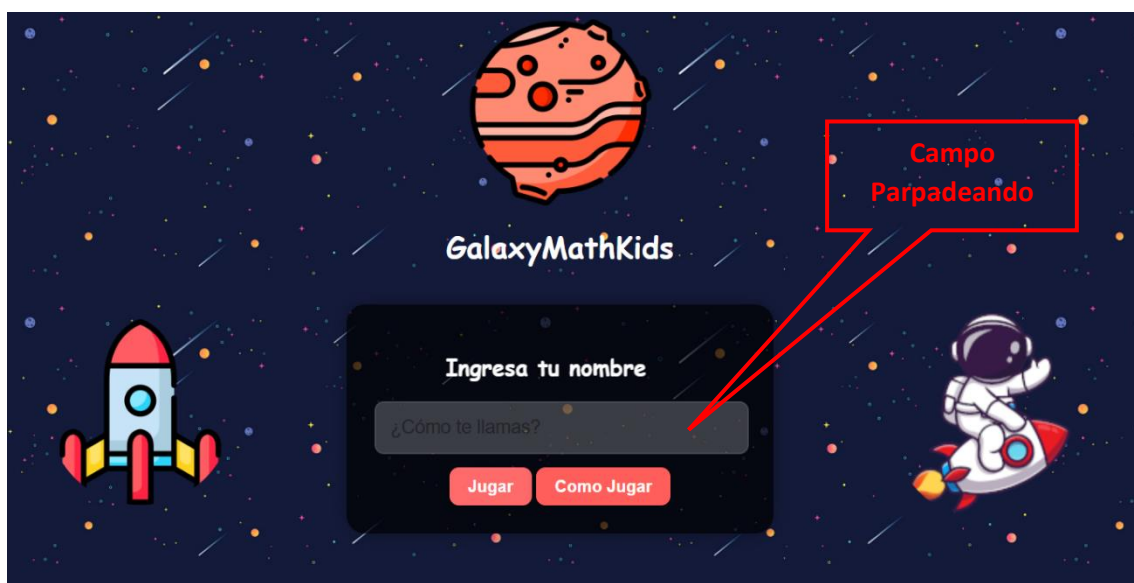 Campo
Parpadeando
GalaxyMathKids
Ingresa tu nombre
¿Cómo te llamas?
Jugar
Como Jugar